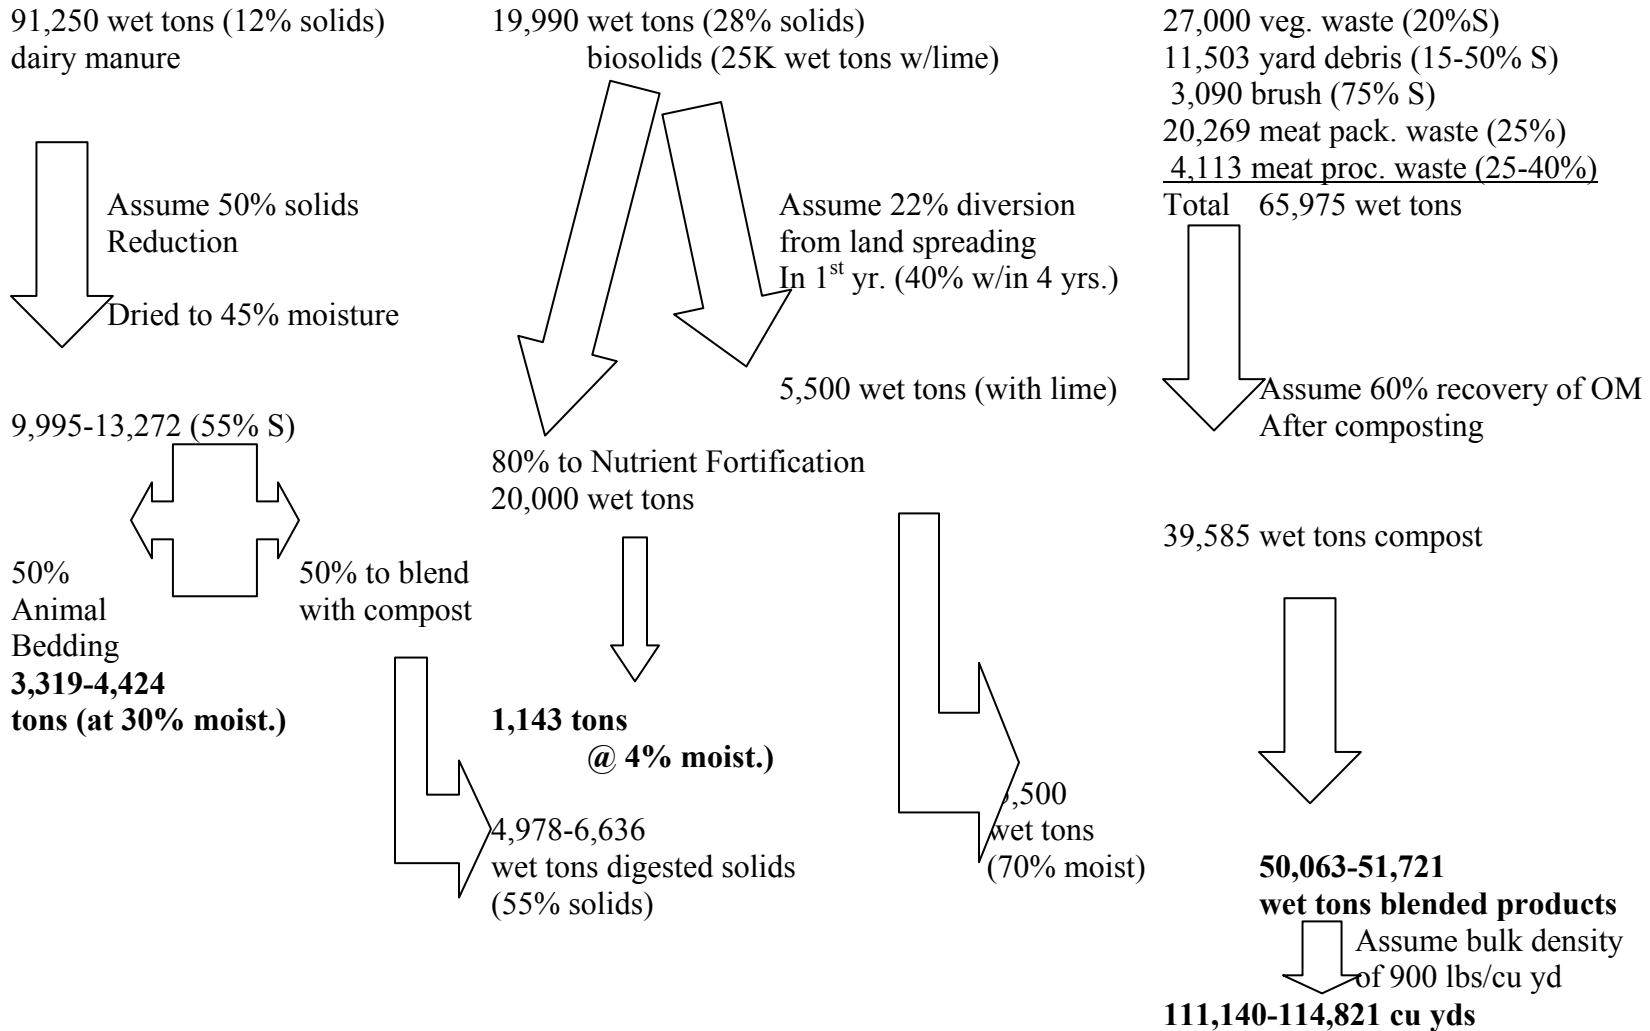 91,250 wet tons (12% solids)
dairy manure
Assume 50% solids
Reduction
Dried to 45% moisture
9,995-13,272 (55% S)
50%
Animal
Bedding
3,319-4,424
tons (at 30% moist.)
50% to blend
with compost
19,990 wet tons (28% solids)
biosolids (25K wet tons w/lime)
Assume 22% diversion
from land spreading
In 1st yr. (40% w/in 4 yrs.)
5,500 wet tons (with lime)
80% to Nutrient Fortification
20,000 wet tons
1,143 tons
@ 4% moist.)
4,978-6,636
wet tons digested solids
(55% solids)
,500
wet tons
(70% moist)
27,000 veg. waste (20%S)
11,503 yard debris (15-50% S)
3,090 brush (75% S)
20,269 meat pack. waste (25%)
4,113 meat proc. waste (25-40%)
Total 65,975 wet tons
Assume 60% recovery of OM
After composting
39,585 wet tons compost
50,063-51,721
wet tons blended products
Assume bulk density
of 900 lbs/cu yd
111,140-114,821 cu yds